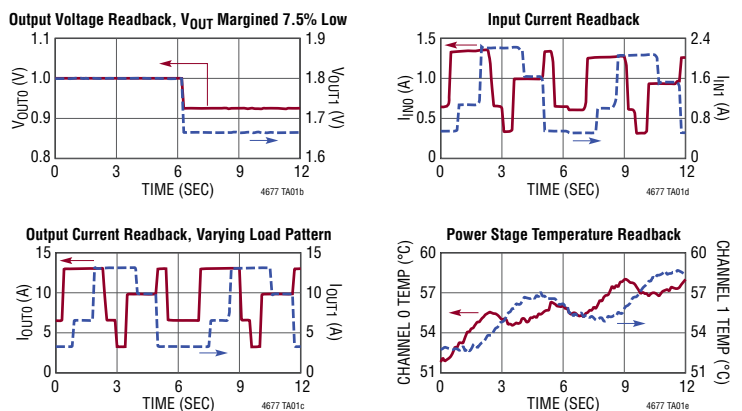 Output Voltage Readback, VOUT Margined 7.5% Low
1.1
1.0
0.9
0.8
VOUT0 (V)
1.9
1.8
1.7
1.6
VOUT1 (V)
0 3 6 9 12
TIME (SEC)
4677 TA01b
Input Current Readback
1.5
1.0
0.5
0
IIN0 (A)
2.4
1.6
0.8
0
IIN1 (A)
0 3 6 9 12
TIME (SEC)
4677 TA01d
Output Current Readback, Varying Load Pattern
15
10
5
0
IOUT0 (A)
15
10
5
0
IOUT1 (A)
0 3 6 9 12
TIME (SEC)
4677 TA01c
Power Stage Temperature Readback
60
57
54
51
CHANNEL 0 TEMP (°C)
60
57
54
51
CHANNEL 1 TEMP (°C)
0 3 6 9 12
TIME (SEC)
4677 TA01e